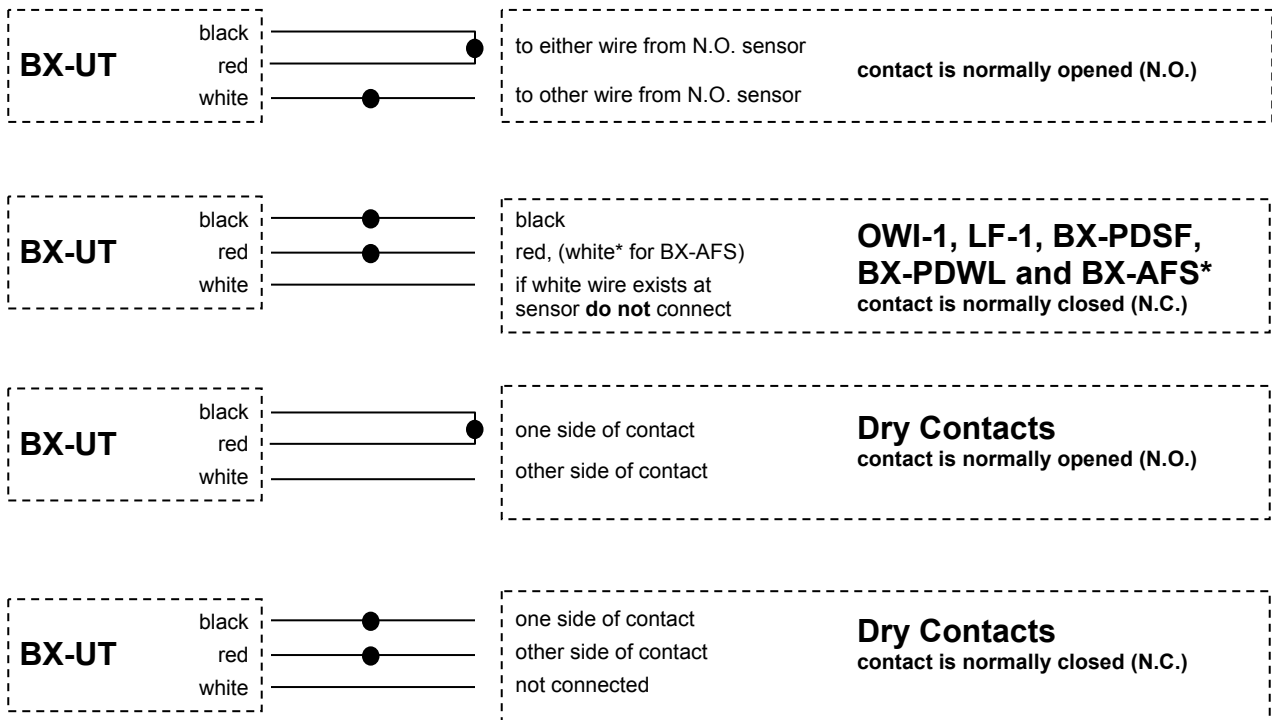 BX-UT
black
red
white
to either wire from N.O. sensor
to other wire from N.O. sensor
contact is normally opened (N.O.)
BX-UT
black
red
white
black
red, (white* for BX-AFS)
if white wire exists at
sensor do not connect
OWI-1, LF-1, BX-PDSF,
BX-PDWL and BX-AFS*
contact is normally closed (N.C.)
BX-UT
black
red
white
one side of contact
other side of contact
Dry Contacts
contact is normally opened (N.O.)
BX-UT
black
red
white
one side of contact
other side of contact
not connected
Dry Contacts
contact is normally closed (N.C.)